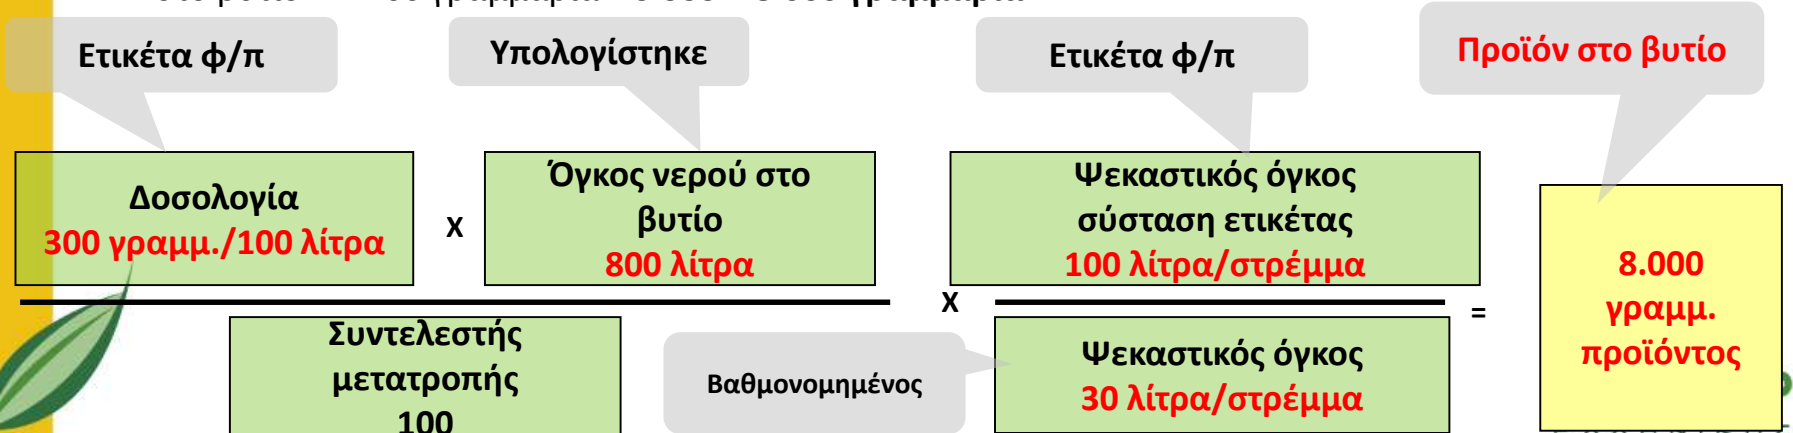 Ετικέτα φ/π
Υπολογίστηκε
Ετικέτα φ/π
Προϊόν στο βυτίο
Δοσολογία
300 γραμμ./100 λίτρα
X
Όγκος νερού στο
βυτίο
800 λίτρα
Ψεκαστικός όγκος
σύσταση ετικέτας
100 λίτρα/στρέμμα
X
=
8.000
γραμμ.
προϊόντος
Συντελεστής
μετατροπής
100
Βαθμονομημένος
Ψεκαστικός όγκος
30 λίτρα/στρέμμα